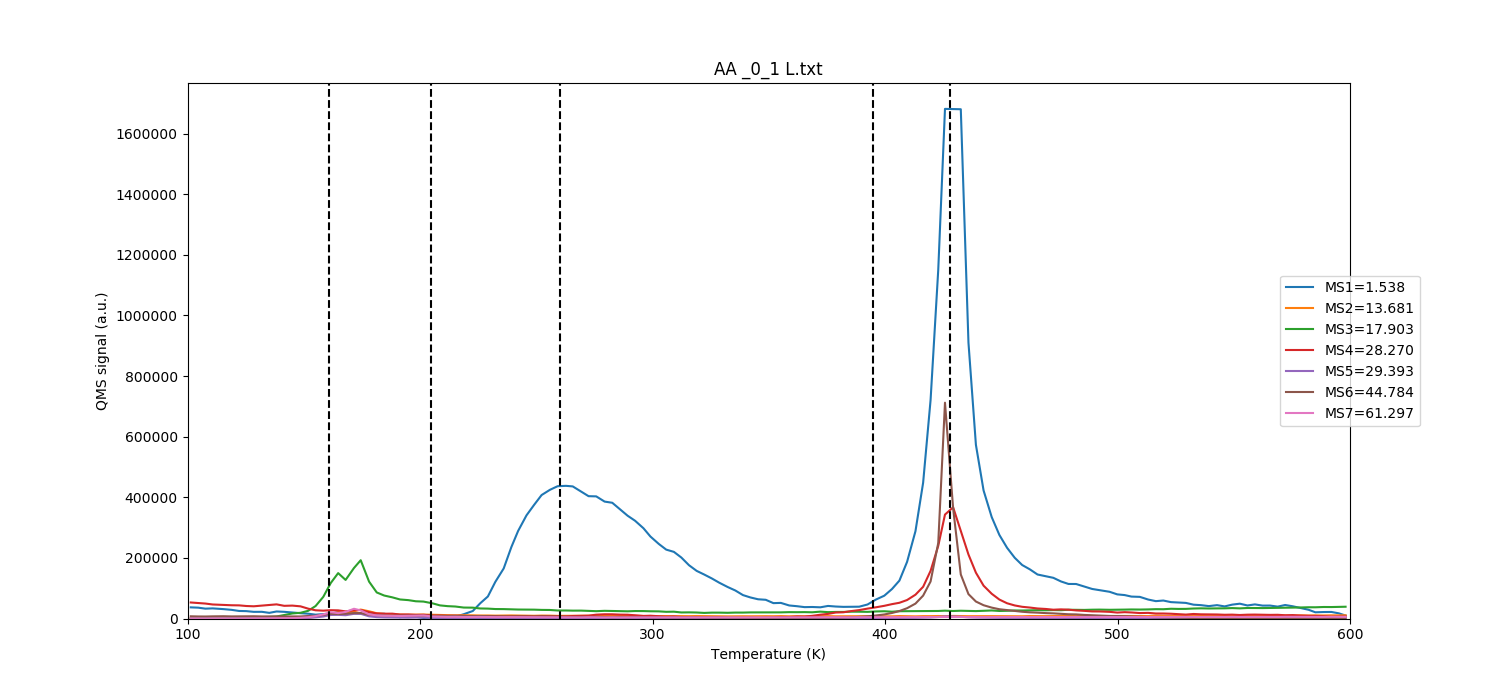 AA _0_1 L.txt
QMS signal (a.u.)
1600000
1400000
1200000
1000000
800000
600000
400000
200000
0
100
200
300
400
500
600
Temperature (K)
MS1=1.538
MS2=13.681
MS3=17.903
MS4=28.270
MS5=29.393
MS6=44.784
MS7=61.297